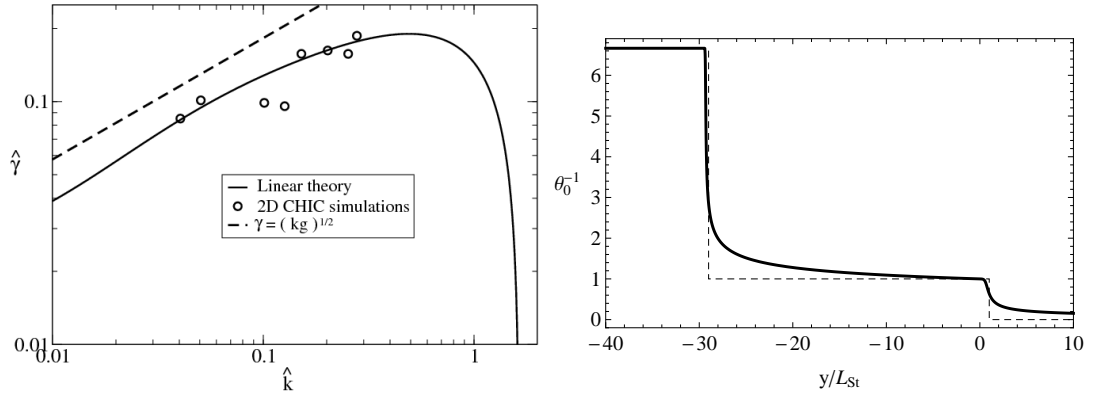 0.1
0.01
γ̂
0.01
0.1
1
k̂
Linear theory
2D CHIC simulations
γ = ( kg )^1/2
6
5
4
3
2
1
0
θ₀⁻¹
−40
−30
−20
−10
0
10
y/L_St